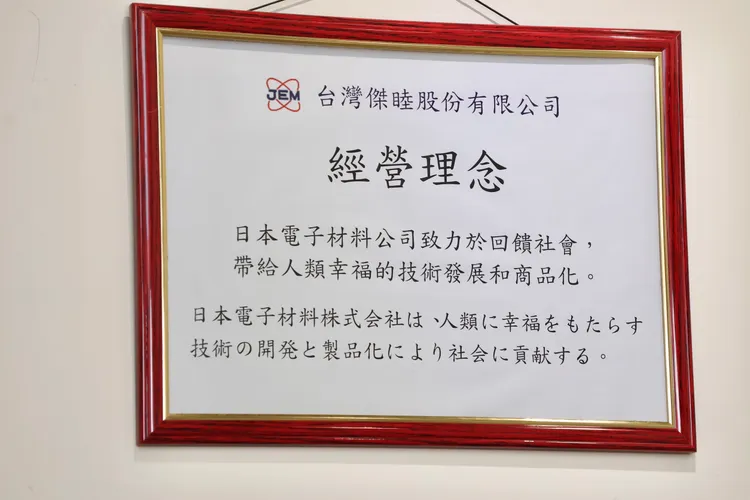 JEM 台灣傑睦股份有限公司
經營理念
日本電子材料公司致力於回饋社會，
帶給人類幸福的技術發展和商品化。
日本電子材料株式会社は、人類に幸福をもたらす
技術の開発と製品化により社会に貢献する。